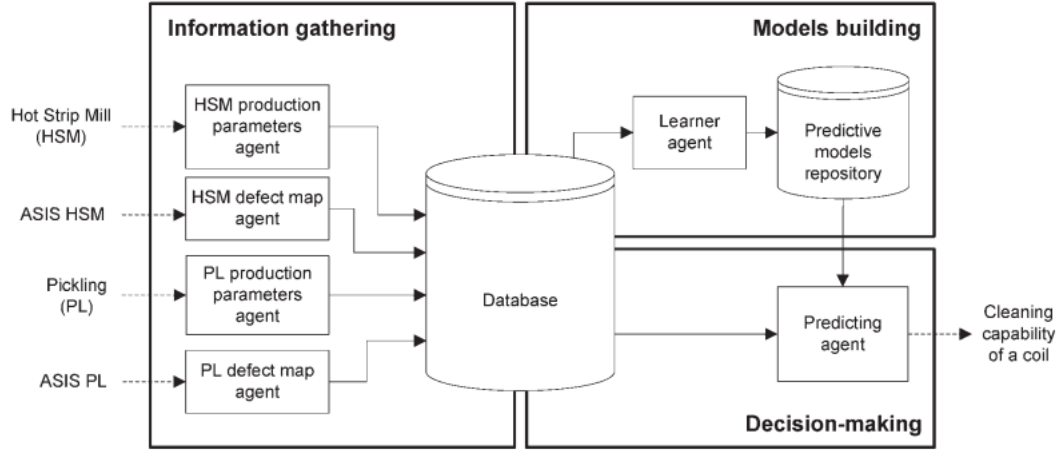 Information gathering
Models building
Hot Strip Mill
(HSM)
HSM production
parameters
agent
Learner
agent
Predictive
models
repository
ASIS HSM
HSM defect map
agent
Pickling
(PL)
PL production
parameters
agent
Database
Predicting
agent
Cleaning
capability
of a coil
ASIS PL
PL defect map
agent
Decision-making